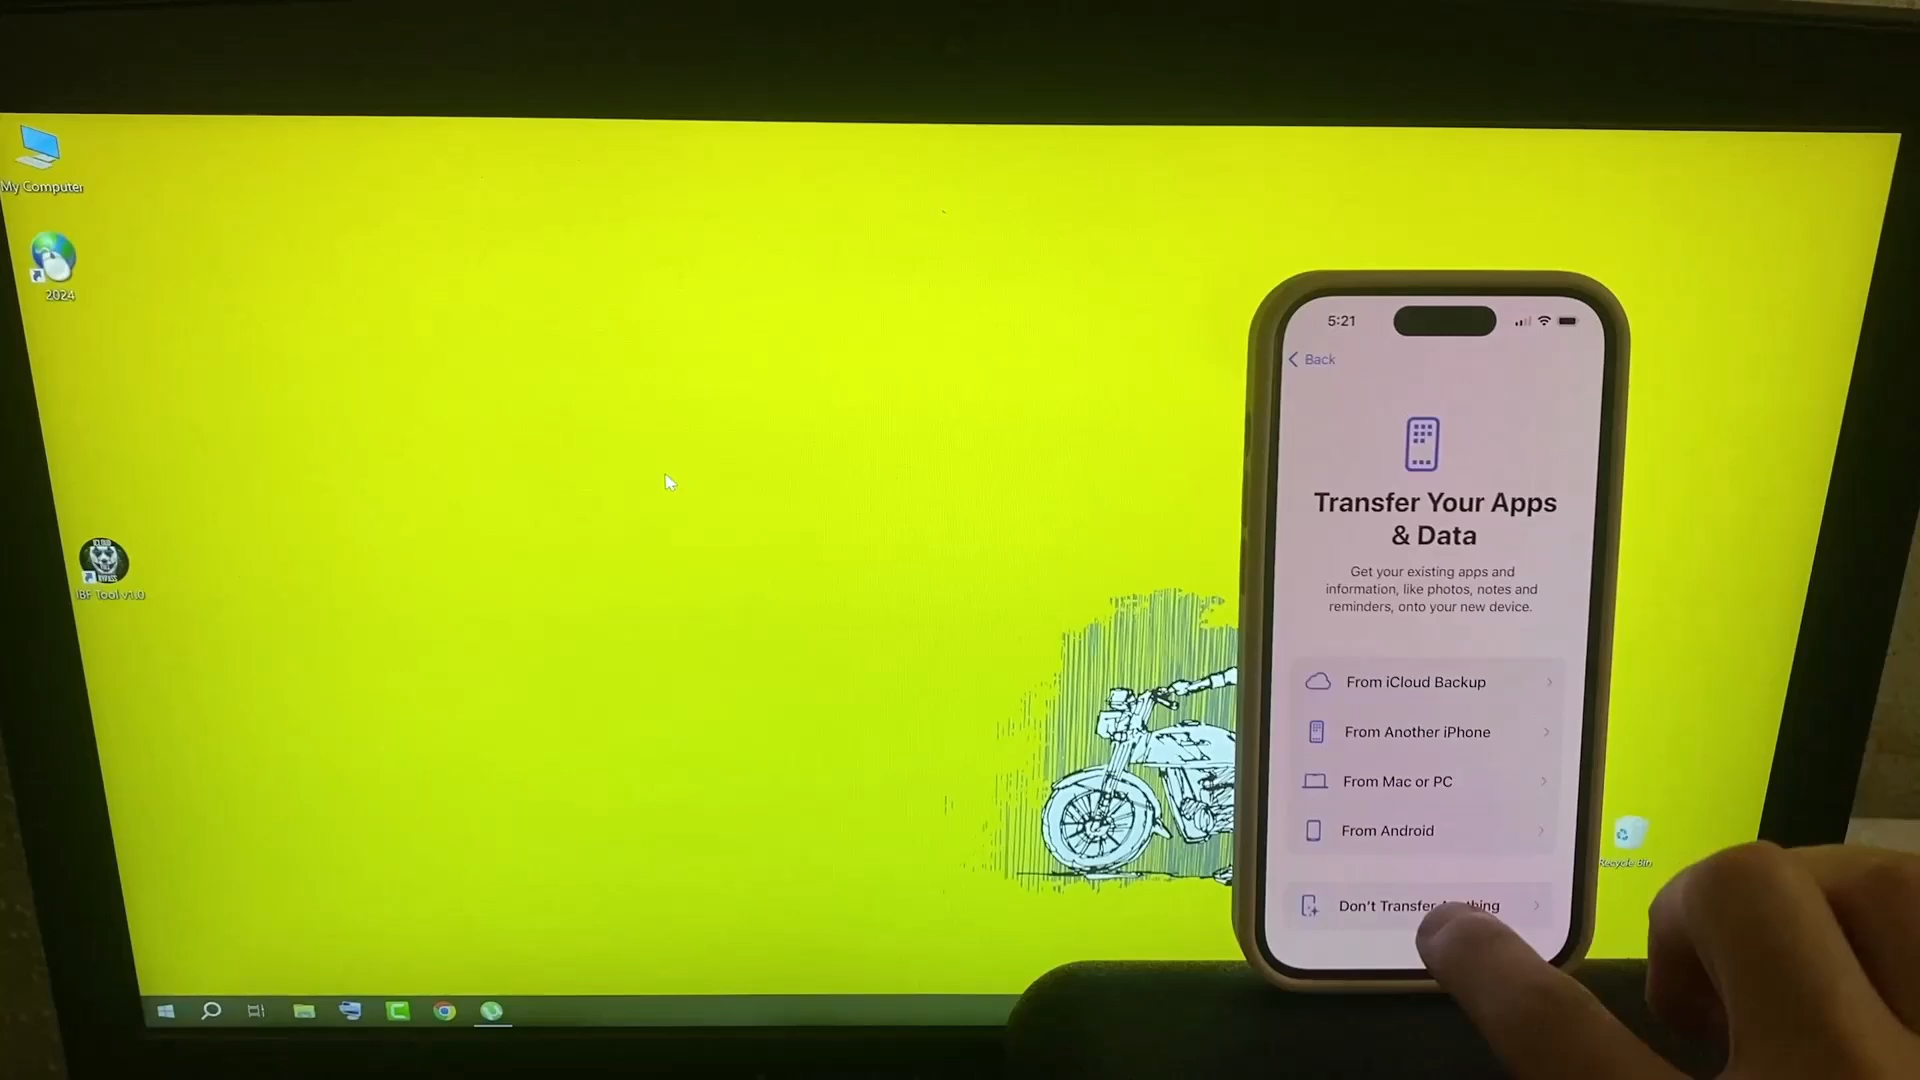 My Computer
2024
ICLOUD
BYPASS
IBF Tool v1.0
5:21
Back
Transfer Your Apps
& Data
Get your existing apps and
information, like photos, notes and
reminders, onto your new device.
From iCloud Backup
From Another iPhone
From Mac or PC
From Android
Don't Transfer
Recycle Bin